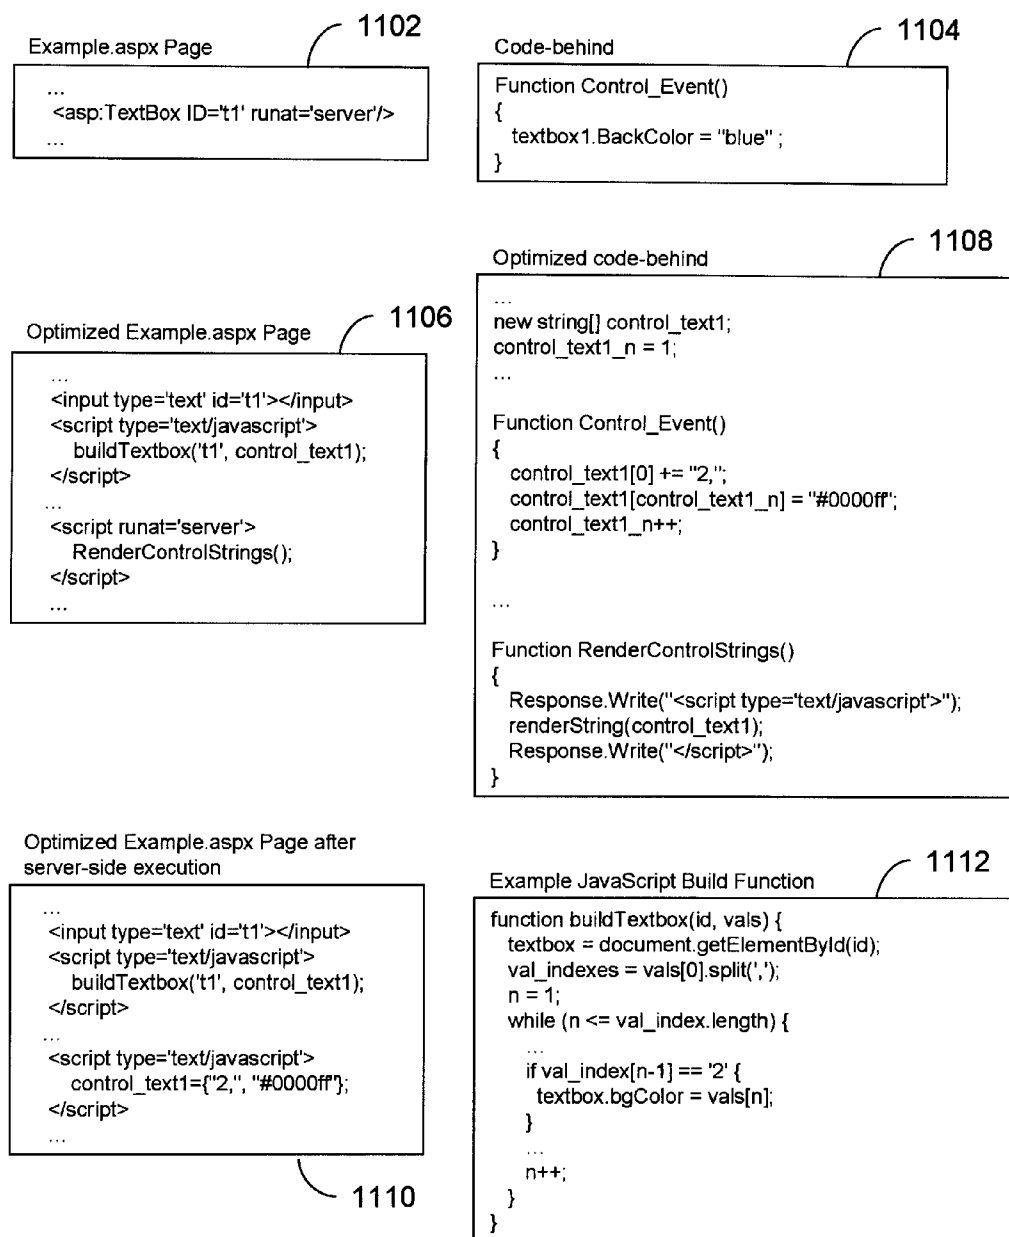 1102
Example.aspx Page
...
<asp:TextBox ID='t1' runat='server'/>
...
1104
Code-behind
Function Control_Event()
{
textbox1.BackColor = "blue" ;
}
1106
Optimized Example.aspx Page
...
<input type='text' id='t1'></input>
<script type='text/javascript'>
buildTextbox('t1', control_text1);
</script>
...
<script runat='server'>
RenderControlStrings();
</script>
...
1108
Optimized code-behind
...
new string[] control_text1;
control_text1_n = 1;
...
Function Control_Event()
{
control_text1[0] += "2,";
control_text1[control_text1_n] = "#0000ff";
control_text1_n++;
}
...
Function RenderControlStrings()
{
Response.Write("<script type='text/javascript'>");
renderString(control_text1);
Response.Write("</script>");
}
Optimized Example.aspx Page after
server-side execution
...
<input type='text' id='t1'></input>
<script type='text/javascript'>
buildTextbox('t1', control_text1);
</script>
...
<script type='text/javascript'>
control_text1={"2,", "#0000ff"};
</script>
...
1110
1112
Example JavaScript Build Function
function buildTextbox(id, vals) {
textbox = document.getElementById(id);
val_indexes = vals[0].split(',');
n = 1;
while (n <= val_index.length) {
...
if val_index[n-1] == '2' {
textbox.bgColor = vals[n];
}
...
n++;
}
}